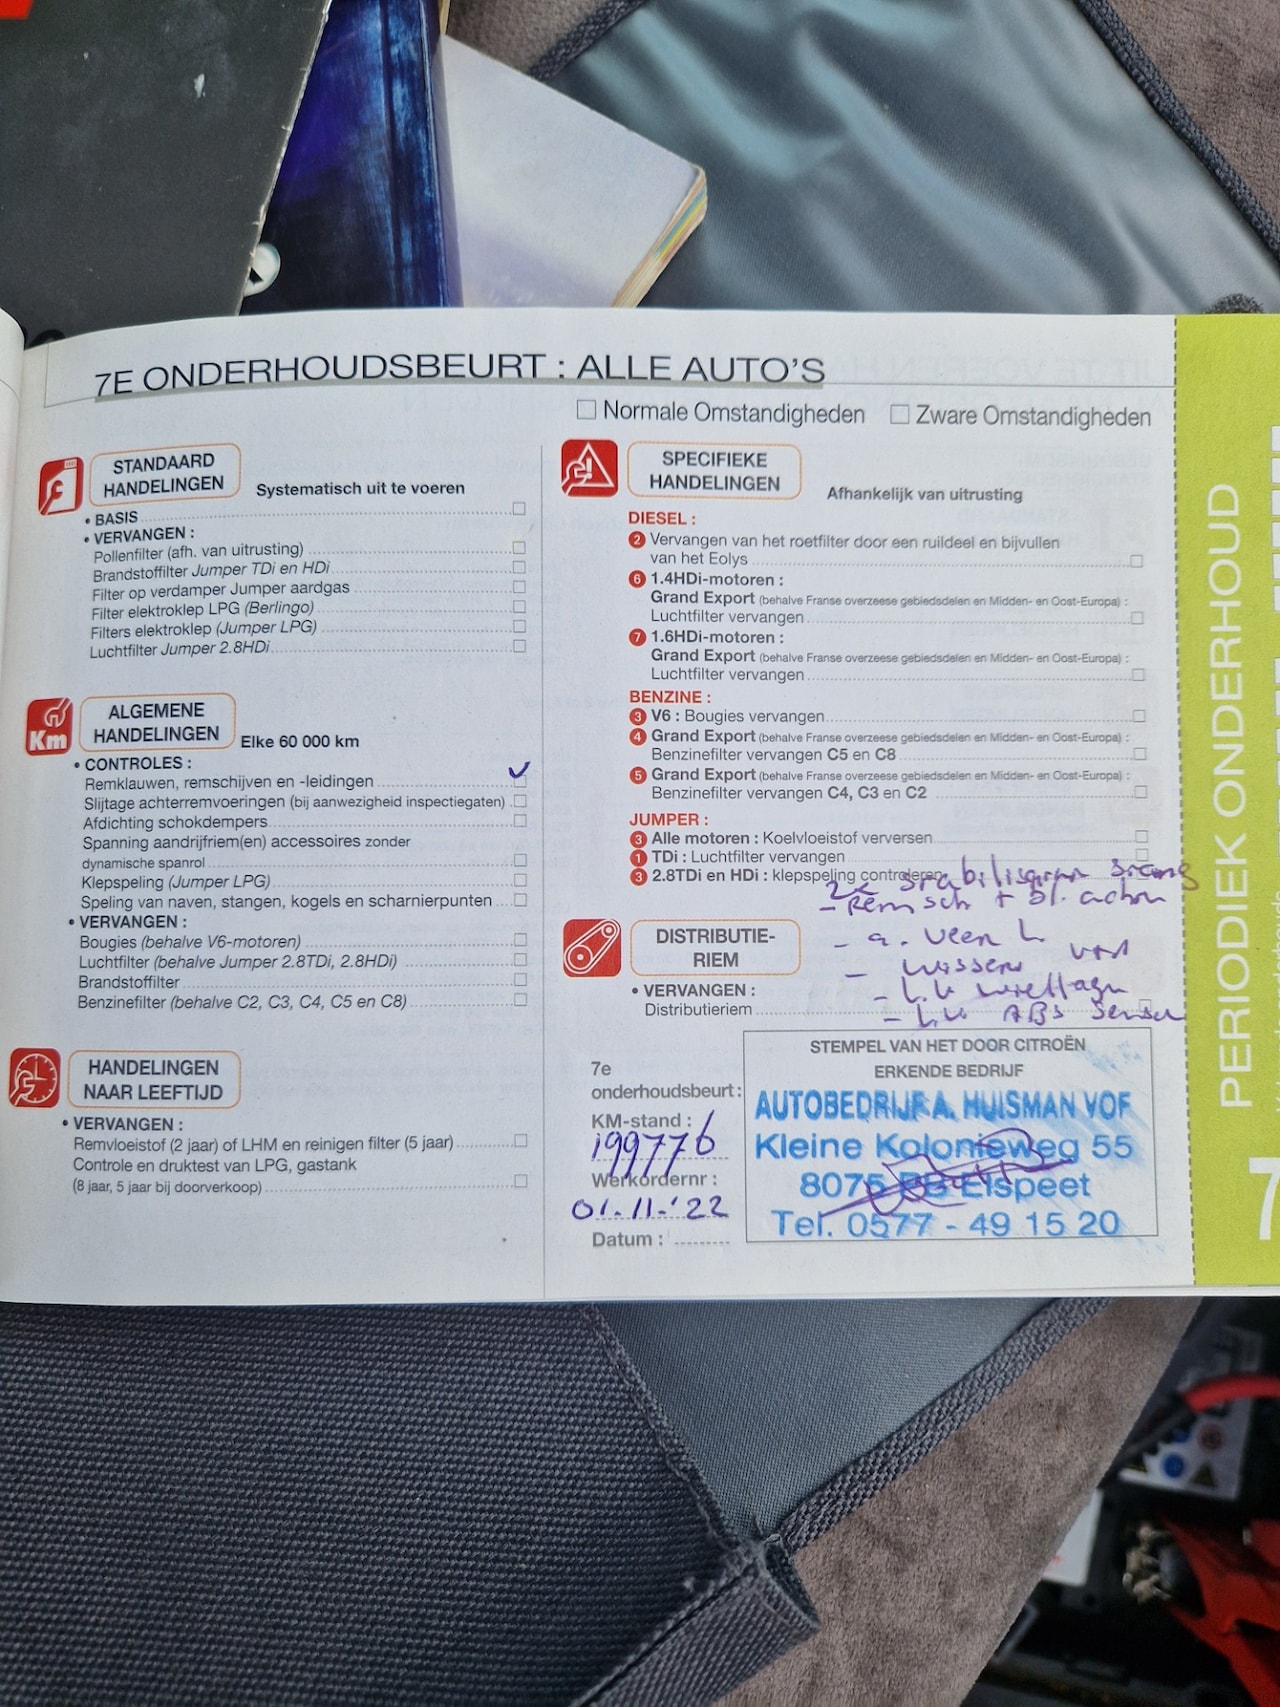 7E ONDERHOUDSBEURT : ALLE AUTO'S
Normale Omstandigheden Zware Omstandigheden
STANDAARD
HANDELINGEN
Systematisch uit te voeren
• BASIS
• VERVANGEN :
Pollenfilter (afh. van uitrusting)
Brandstoffilter Jumper TDi en HDi
Filter op verdamper Jumper aardgas
Filter elektroklep LPG (Berlingo)
Filters elektroklep (Jumper LPG)
Luchtfilter Jumper 2.8HDi
Km
ALGEMENE
HANDELINGEN
Elke 60 000 km
• CONTROLES :
Remklauwen, remschijven en -leidingen
Slijtage achterremvoeringen (bij aanwezigheid inspectiegaten)
Afdichting schokdempers
Spanning aandrijfriem(en) accessoires zonder
dynamische spanrol
Klepspeling (Jumper LPG)
Speling van naven, stangen, kogels en scharnierpunten
• VERVANGEN :
Bougies (behalve V6-motoren)
Luchtfilter (behalve Jumper 2.8TDi, 2.8HDi)
Brandstoffilter
Benzinefilter (behalve C2, C3, C4, C5 en C8)
HANDELINGEN
NAAR LEEFTIJD
• VERVANGEN :
Remvloeistof (2 jaar) of LHM en reinigen filter (5 jaar)
Controle en druktest van LPG, gastank
(8 jaar, 5 jaar bij doorverkoop)
SPECIFIEKE
HANDELINGEN
Afhankelijk van uitrusting
DIESEL :
2 Vervangen van het roetfilter door een ruildeel en bijvullen
van het Eolys
6 1.4HDi-motoren :
Grand Export (behalve Franse overzeese gebiedsdelen en Midden- en Oost-Europa) :
Luchtfilter vervangen
7 1.6HDi-motoren :
Grand Export (behalve Franse overzeese gebiedsdelen en Midden- en Oost-Europa) :
Luchtfilter vervangen
BENZINE :
3 V6 : Bougies vervangen
4 Grand Export (behalve Franse overzeese gebiedsdelen en Midden- en Oost-Europa) :
Benzinefilter vervangen C5 en C8
5 Grand Export (behalve Franse overzeese gebiedsdelen en Midden- en Oost-Europa) :
Benzinefilter vervangen C4, C3 en C2
JUMPER :
3 Alle motoren : Koelvloeistof verversen
1 TDi : Luchtfilter vervangen
3 2.8TDi en HDi : klepspeling controleren
2x stang
- Remsch + bl. achter
- a. veer L
- wissers voor
- L.v wiellager
- L.v ABS sensor
DISTRIBUTIE-
RIEM
• VERVANGEN :
Distributieriem
7e
onderhoudsbeurt :
KM-stand :
199776
Werkordernr :
01.11.'22
Datum :
STEMPEL VAN HET DOOR CITROËN
ERKENDE BEDRIJF
AUTOBEDRIJF A. HUISMAN VOF
Kleine Kolonieweg 55
8075 BB Elspeet
Tel. 0577 - 49 15 20
PERIODIEK ONDERHOUD
7